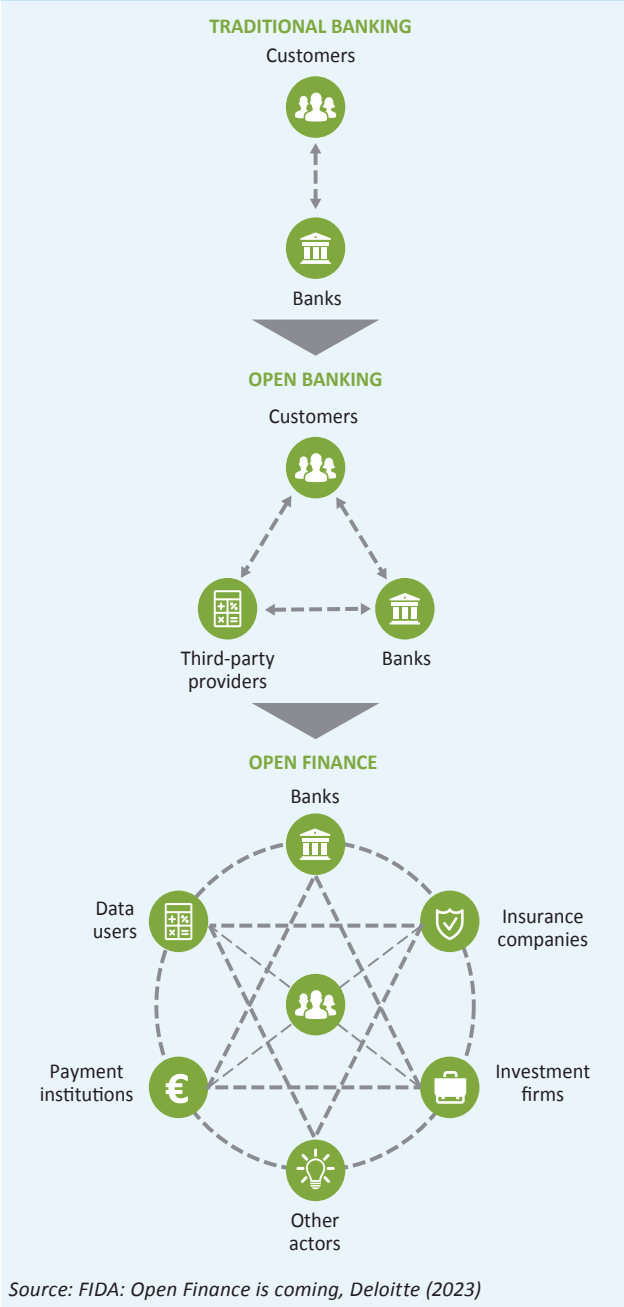 TRADITIONAL BANKING
Customers
Banks
OPEN BANKING
Customers
Third-party
providers
Banks
OPEN FINANCE
Banks
Data
users
Insurance
companies
Payment
institutions
€
Investment
firms
Other
actors
Source: FIDA: Open Finance is coming, Deloitte (2023)